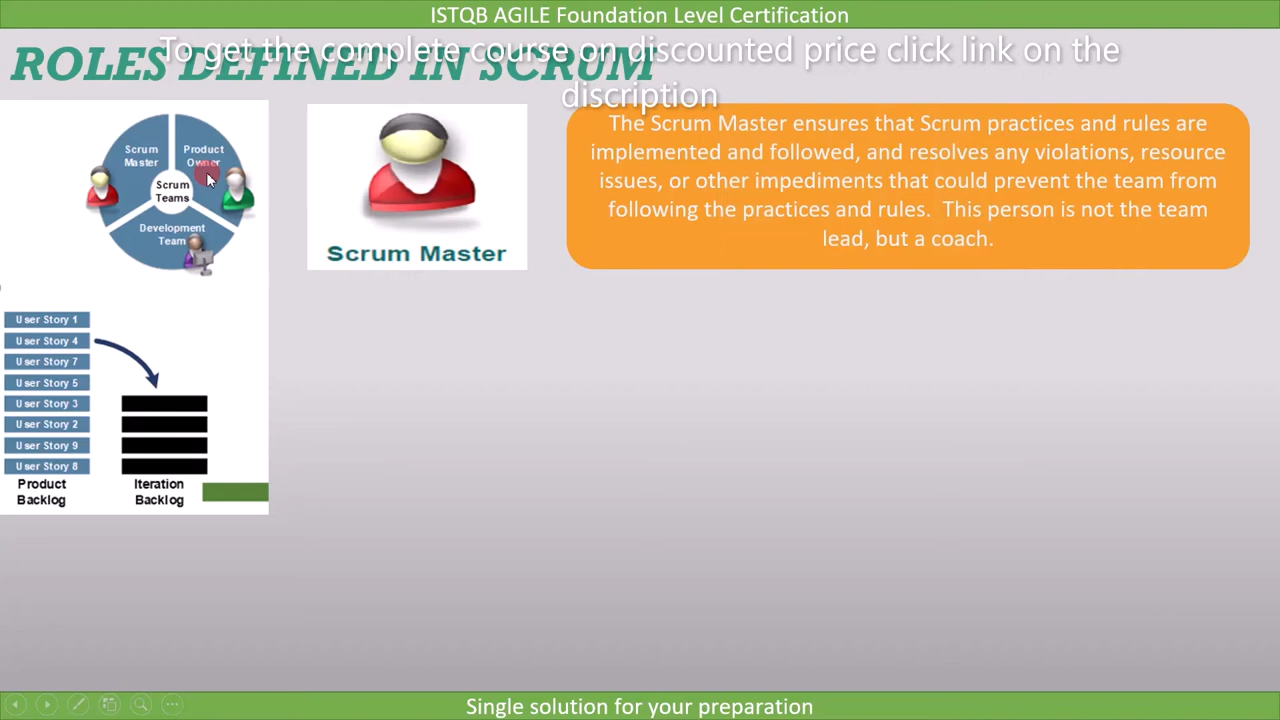 ISTQB AGILE Foundation Level Certification
To get the complete course on discounted price click link on the
discription
ROLES DEFINED IN SCRUM
Scrum
Master
Product
Owner
Scrum
Teams
Development
Team
Scrum Master
The Scrum Master ensures that Scrum practices and rules are
implemented and followed, and resolves any violations, resource
issues, or other impediments that could prevent the team from
following the practices and rules. This person is not the team
lead, but a coach.
User Story 1
User Story 4
User Story 7
User Story 5
User Story 3
User Story 2
User Story 9
User Story 8
Product
Backlog
Iteration
Backlog
Single solution for your preparation